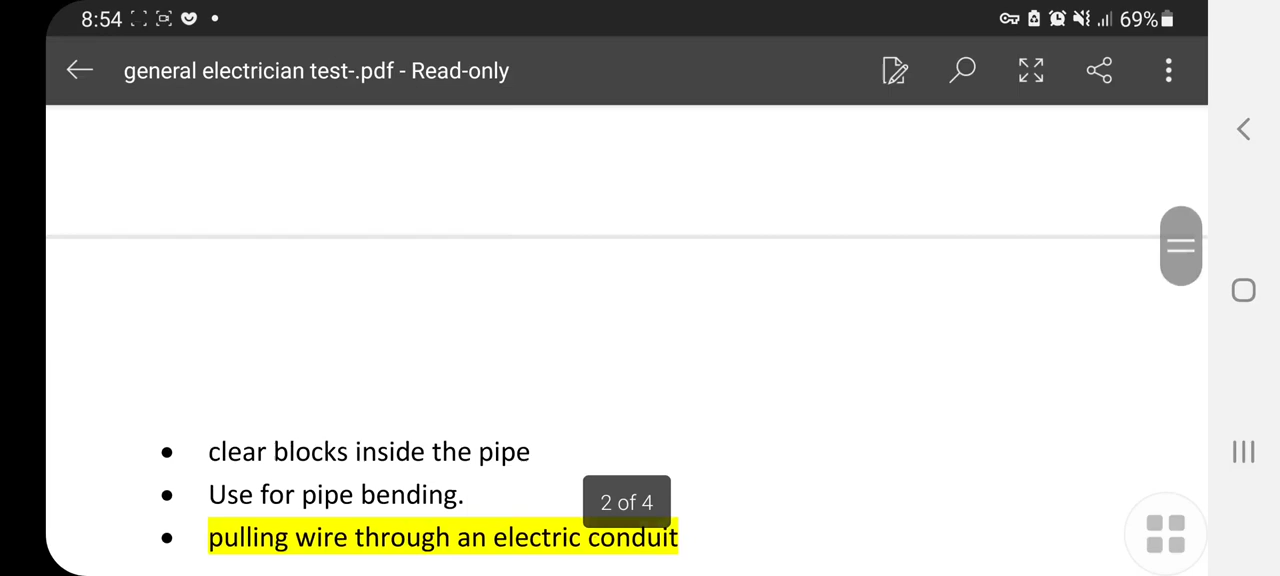 8:54 69%
general electrician test-.pdf - Read-only
• clear blocks inside the pipe
• Use for pipe bending.
2 of 4
• pulling wire through an electric conduit